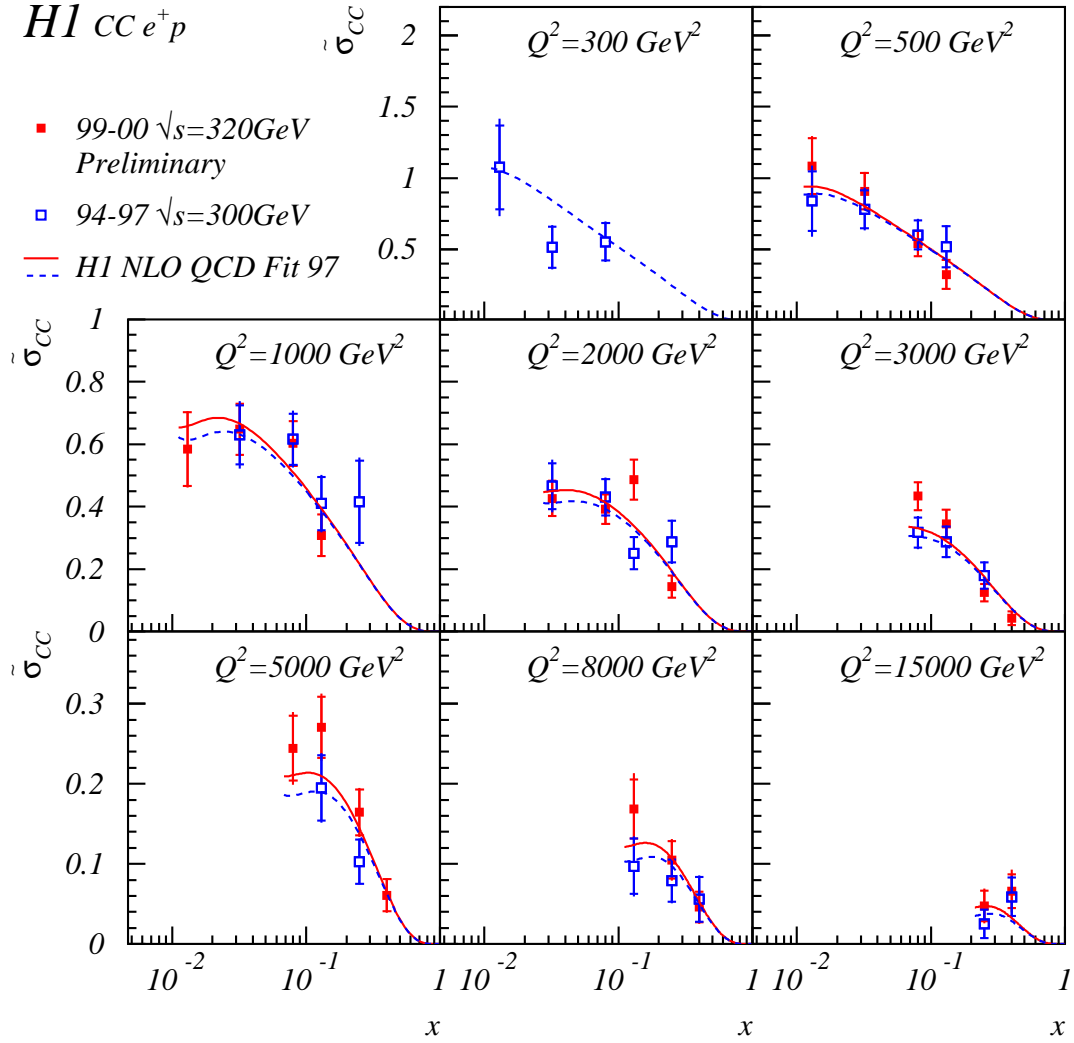 H1 CC e⁺p
99-00 √s=320GeV
Preliminary
94-97 √s=300GeV
H1 NLO QCD Fit 97
σ̃_CC
Q²=300 GeV²
Q²=500 GeV²
2
1.5
1
0.5
σ̃_CC
Q²=1000 GeV²
Q²=2000 GeV²
Q²=3000 GeV²
1
0.8
0.6
0.4
0.2
0
σ̃_CC
Q²=5000 GeV²
Q²=8000 GeV²
Q²=15000 GeV²
0.3
0.2
0.1
0
10⁻² 10⁻¹ 1 10⁻² 10⁻¹ 1 10⁻² 10⁻¹ 1
x x x